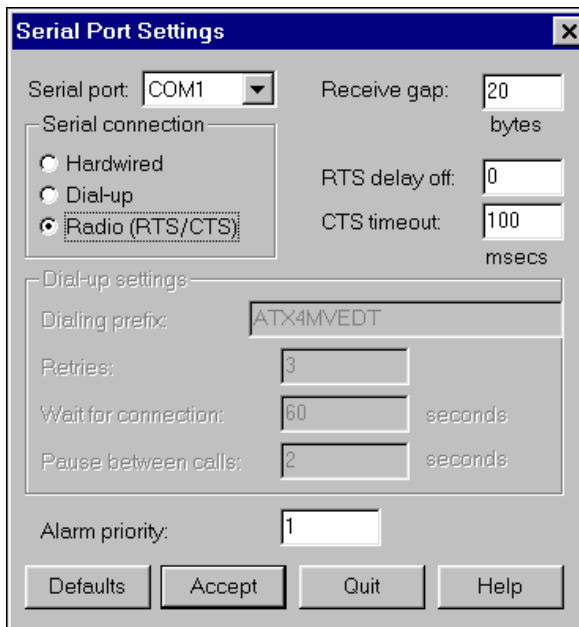 Serial Port Settings
Serial port: COM1
Receive gap: 20
bytes
Serial connection
Hardwired
Dial-up
Radio (RTS/CTS)
RTS delay off: 0
CTS timeout: 100
msecs
Dial-up settings
Dialing prefix: ATX4MVEDT
Retries: 3
Wait for connection: 60 seconds
Pause between calls: 2 seconds
Alarm priority: 1
Defaults Accept Quit Help